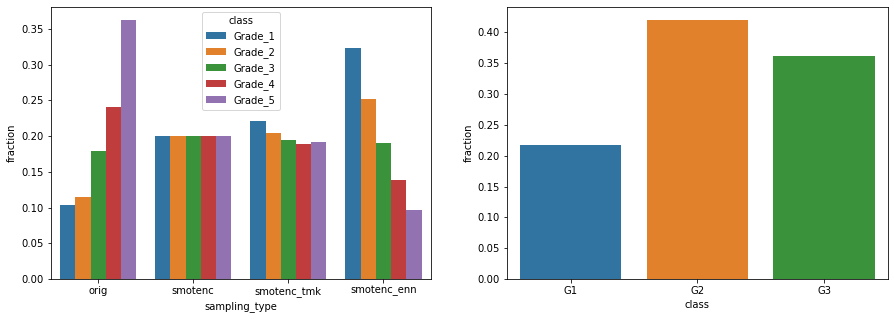 class
Grade_1
Grade_2
Grade_3
Grade_4
Grade_5
fraction
0.35
0.30
0.25
0.20
0.15
0.10
0.05
0.00
orig
smotenc
smotenc_tmk
smotenc_enn
sampling_type
fraction
0.40
0.35
0.30
0.25
0.20
0.15
0.10
0.05
0.00
G1
G2
G3
class